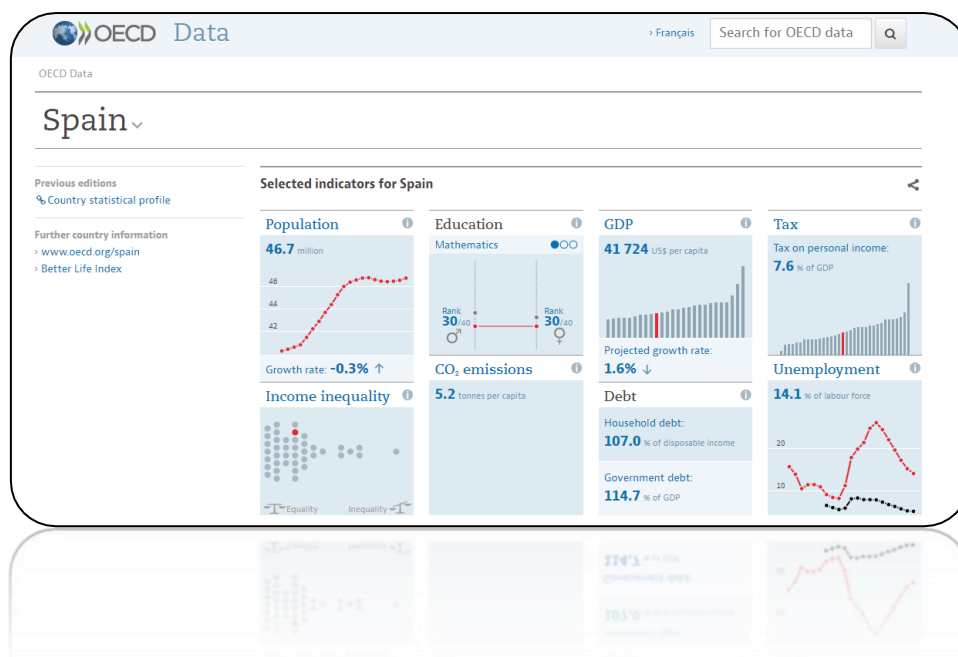 OECD Data
› Français
Search for OECD data
OECD Data
Spain
Previous editions
Country statistical profile
Further country information
› www.oecd.org/spain
› Better Life Index
Selected indicators for Spain
Population
46.7 million
46
44
42
Growth rate: -0.3% ↑
Education
Mathematics
Rank
30/40
Rank
30/40
GDP
41 724 US$ per capita
Projected growth rate:
1.6% ↓
Tax
Tax on personal income:
7.6 % of GDP
Income inequality
Equality
Inequality
CO₂ emissions
5.2 tonnes per capita
Debt
Household debt:
107.0 % of disposable income
Government debt:
114.7 % of GDP
Unemployment
14.1 % of labour force
20
10